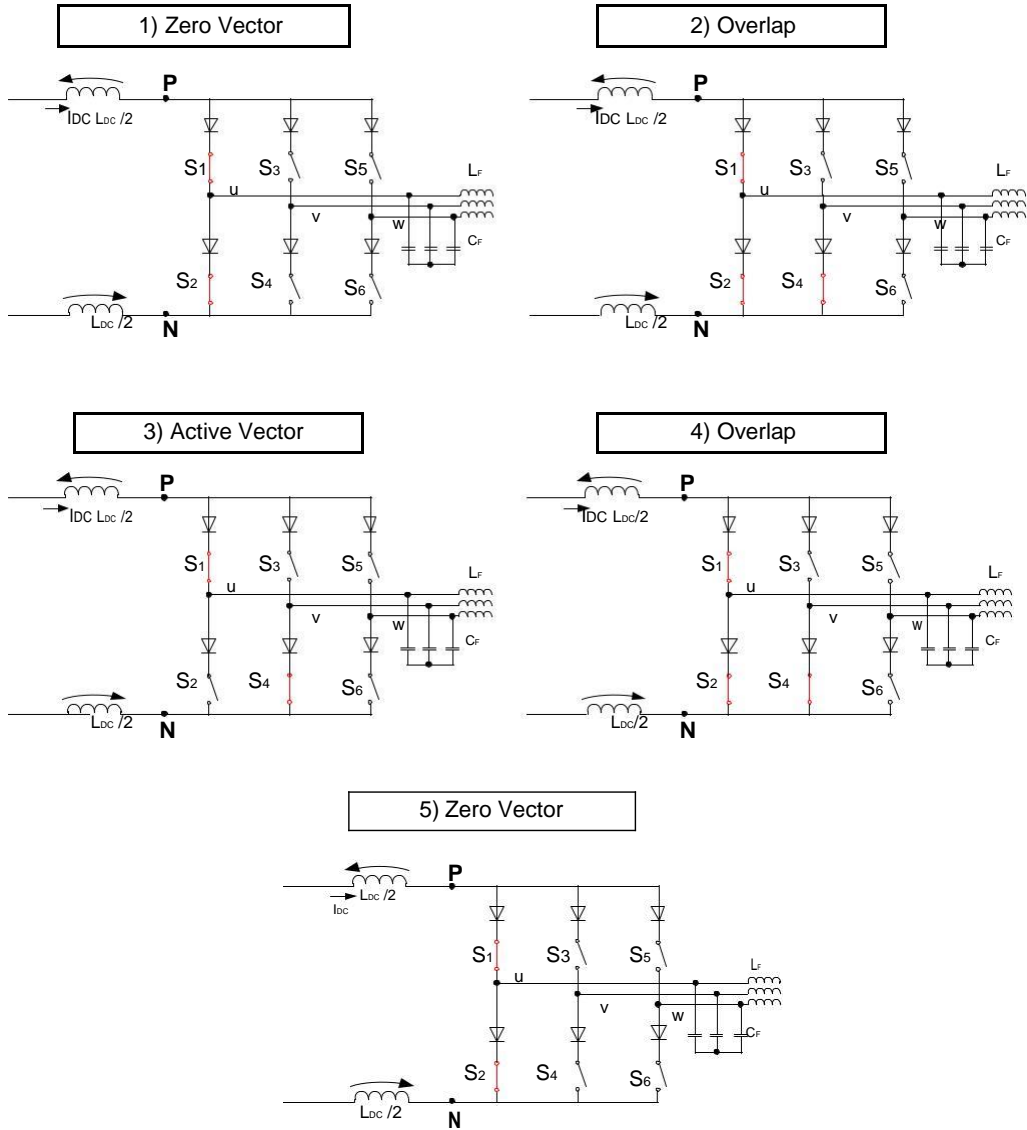 1) Zero Vector
P
IDC LDC /2
S1
S3
S5
LF
u
v
w
CF
S2
S4
S6
LDC /2
N
2) Overlap
P
IDC LDC /2
S1
S3
S5
LF
u
v
w
CF
S2
S4
S6
LDC /2
N
3) Active Vector
P
IDC LDC /2
S1
S3
S5
LF
u
v
w
CF
S2
S4
S6
LDC /2
N
4) Overlap
P
IDC LDC/2
S1
S3
S5
LF
u
v
w
CF
S2
S4
S6
LDC/2
N
5) Zero Vector
P
LDC /2
IDC
S1
S3
S5
LF
u
v
w
CF
S2
S4
S6
LDC /2
N